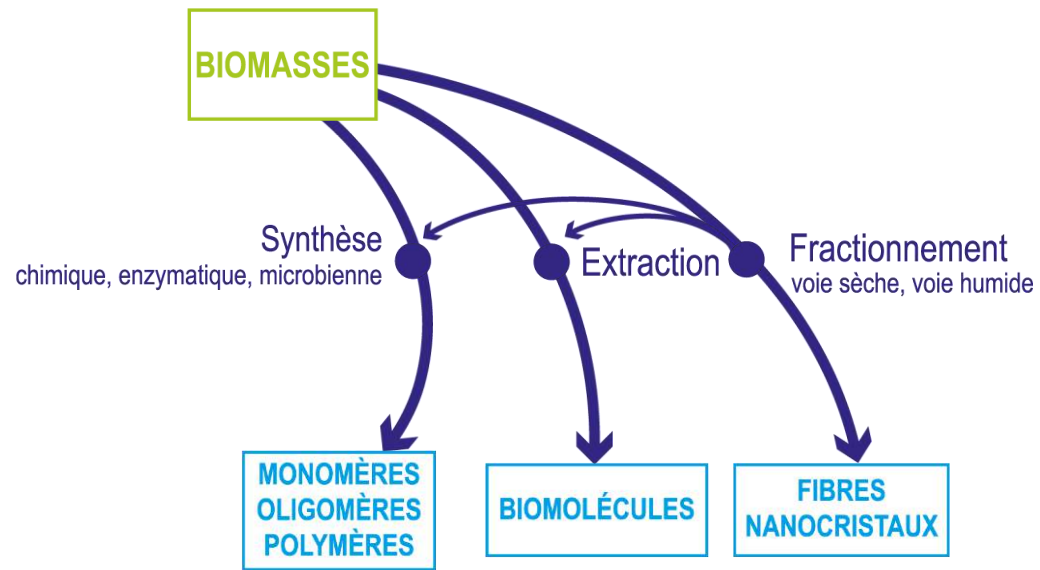 BIOMASSES
Synthèse
chimique, enzymatique, microbienne
Extraction
Fractionnement
voie sèche, voie humide
MONOMÈRES
OLIGOMÈRES
POLYMÈRES
BIOMOLÉCULES
FIBRES
NANOCRISTAUX